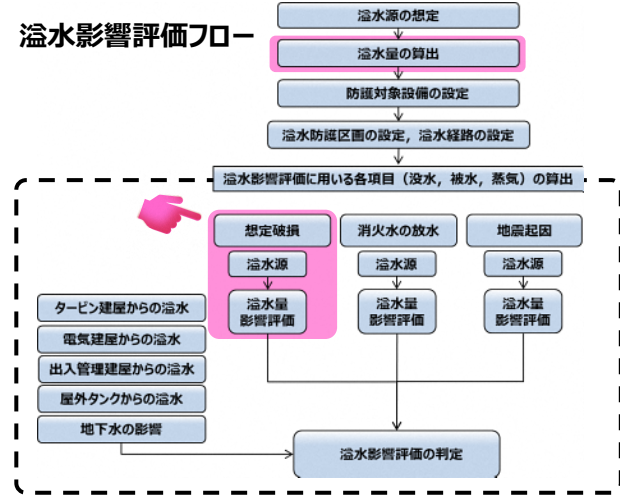 溢水影響評価フロー
溢水源の想定
溢水量の算出
防護対象設備の設定
溢水防護区画の設定，溢水経路の設定
溢水影響評価に用いる各項目（没水，被水，蒸気）の算出
想定破損
消火水の放水
地震起因
溢水源
溢水源
溢水源
溢水量
影響評価
溢水量
影響評価
溢水量
影響評価
タービン建屋からの溢水
電気建屋からの溢水
出入管理建屋からの溢水
屋外タンクからの溢水
地下水の影響
溢水影響評価の判定